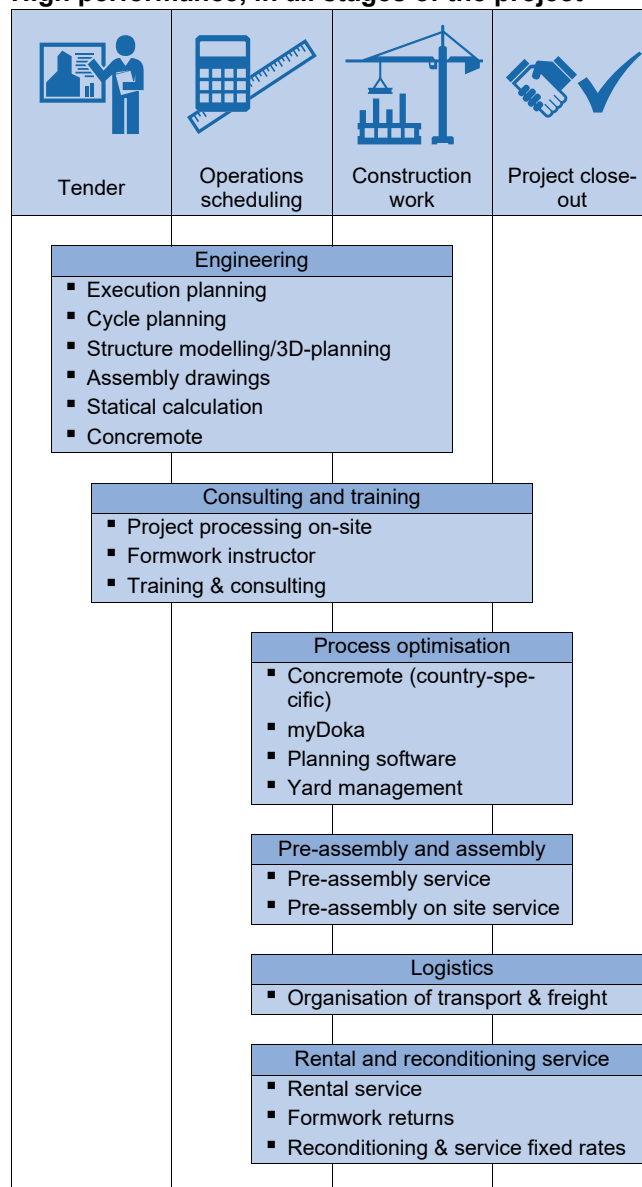 High performance, in all stages of the project
Tender
Operations
scheduling
Construction
work
Project close-
out
Engineering
▪ Execution planning
▪ Cycle planning
▪ Structure modelling/3D-planning
▪ Assembly drawings
▪ Statical calculation
▪ Concremote
Consulting and training
▪ Project processing on-site
▪ Formwork instructor
▪ Training & consulting
Process optimisation
▪ Concremote (country-spe-
cific)
▪ myDoka
▪ Planning software
▪ Yard management
Pre-assembly and assembly
▪ Pre-assembly service
▪ Pre-assembly on site service
Logistics
▪ Organisation of transport & freight
Rental and reconditioning service
▪ Rental service
▪ Formwork returns
▪ Reconditioning & service fixed rates